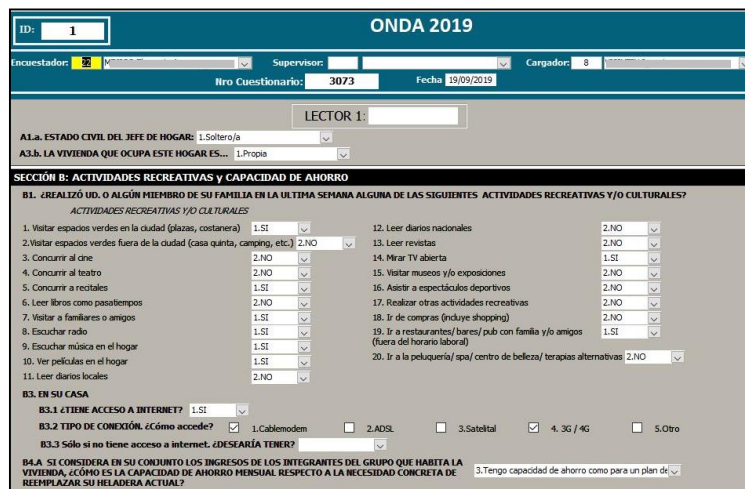 ID: 1
ONDA 2019
Encuestador: 22
Supervisor:
Cargador: 8
Nro Cuestionario: 3073
Fecha 19/09/2019
LECTOR 1:
A1.a. ESTADO CIVIL DEL JEFE DE HOGAR: 1.Soltero/a
A3.b. LA VIVIENDA QUE OCUPA ESTE HOGAR ES... 1.Propia
SECCIÓN B: ACTIVIDADES RECREATIVAS y CAPACIDAD DE AHORRO
B1. ¿REALIZÓ UD. O ALGÚN MIEMBRO DE SU FAMILIA EN LA ULTIMA SEMANA ALGUNA DE LAS SIGUIENTES ACTIVIDADES RECREATIVAS Y/O CULTURALES?
ACTIVIDADES RECREATIVAS Y/O CULTURALES
1. Visitar espacios verdes en la ciudad (plazas, costanera) 1.SI
2.Visitar espacios verdes fuera de la ciudad (casa quinta, camping, etc.) 2.NO
3. Concurrir al cine 2.NO
4. Concurrir al teatro 2.NO
5. Concurrir a recitales 1.SI
6. Leer libros como pasatiempos 2.NO
7. Visitar a familiares o amigos 1.SI
8. Escuchar radio 1.SI
9. Escuchar música en el hogar 1.SI
10. Ver películas en el hogar 1.SI
11. Leer diarios locales 2.NO
12. Leer diarios nacionales 2.NO
13. Leer revistas 2.NO
14. Mirar TV abierta 1.SI
15. Visitar museos y/o exposiciones 2.NO
16. Asistir a espectáculos deportivos 2.NO
17. Realizar otras actividades recreativas 2.NO
18. Ir de compras (incluye shopping) 2.NO
19. Ir a restaurantes/ bares/ pub con familia y/o amigos 1.SI
(fuera del horario laboral)
20. Ir a la peluquería/ spa/ centro de belleza/ terapias alternativas 2.NO
B3. EN SU CASA
B3.1 ¿TIENE ACCESO A INTERNET? 1.SI
B3.2 TIPO DE CONEXIÓN. ¿Cómo accede? 1.Cablemodem 2.ADSL 3.Satelital 4. 3G / 4G 5.Otro
B3.3 Sólo si no tiene acceso a internet. ¿DESEARÍA TENER?
B4.A SI CONSIDERA EN SU CONJUNTO LOS INGRESOS DE LOS INTEGRANTES DEL GRUPO QUE HABITA LA
VIVIENDA, ¿CÓMO ES LA CAPACIDAD DE AHORRO MENSUAL RESPECTO A LA NECESIDAD CONCRETA DE
REEMPLAZAR SU HELADERA ACTUAL?
3.Tengo capacidad de ahorro como para un plan de